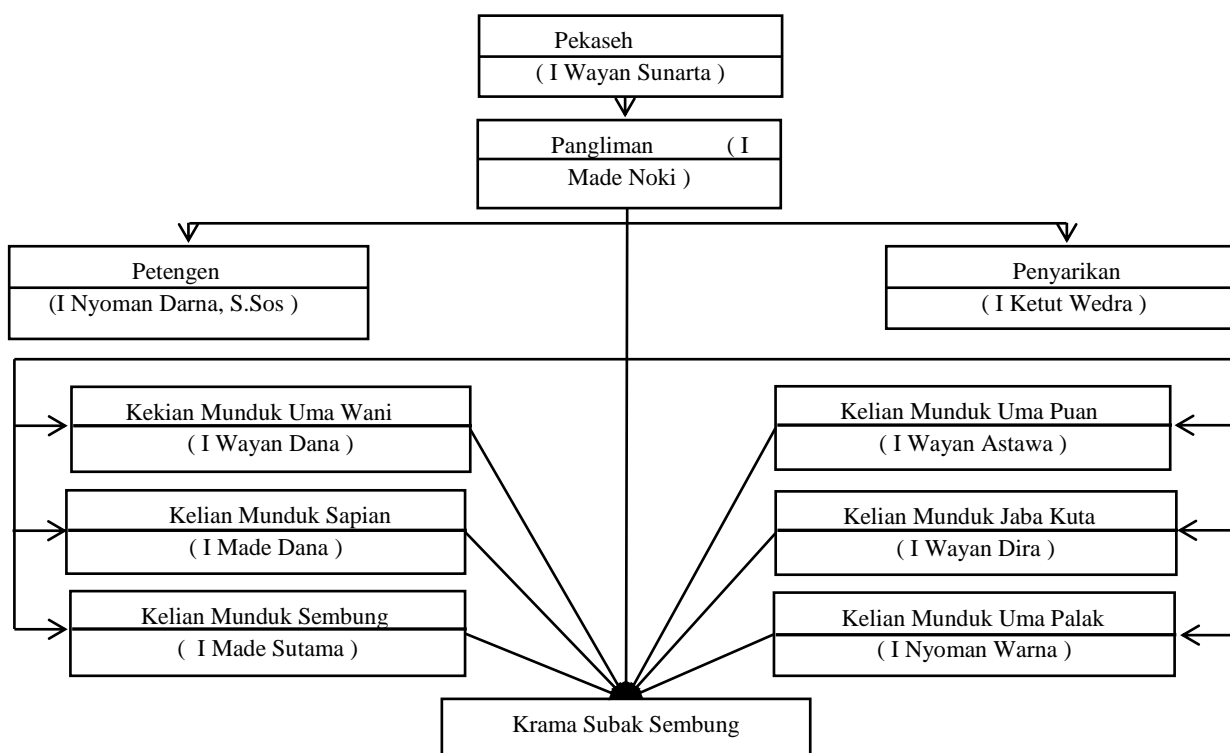 Pekaseh
( I Wayan Sunarta )
Pangliman ( I
Made Noki )
Petengen
(I Nyoman Darna, S.Sos )
Penyarikan
( I Ketut Wedra )
Kekian Munduk Uma Wani
( I Wayan Dana )
Kelian Munduk Uma Puan
( I Wayan Astawa )
Kelian Munduk Sapian
( I Made Dana )
Kelian Munduk Jaba Kuta
( I Wayan Dira )
Kelian Munduk Sembung
( I Made Sutama )
Kelian Munduk Uma Palak
( I Nyoman Warna )
Krama Subak Sembung